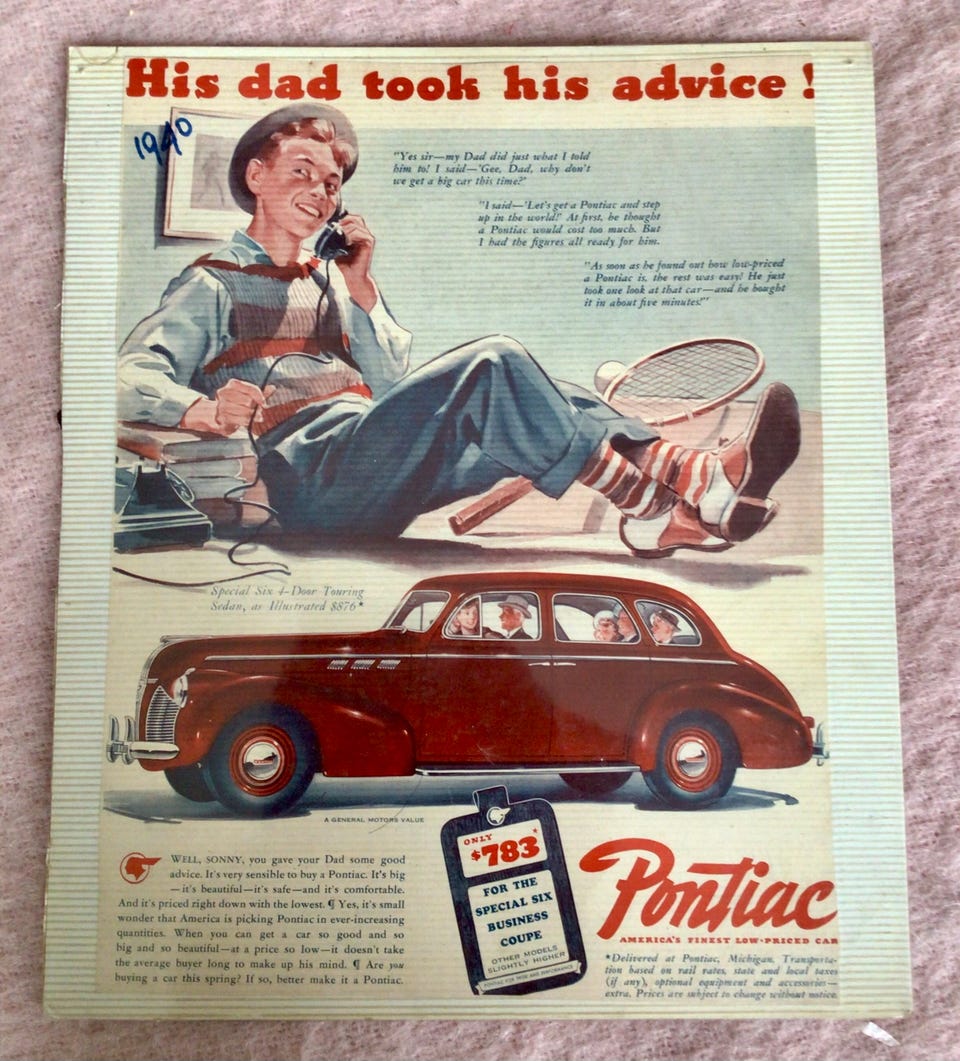 His dad took his advice !
1940
"Yes sir—my Dad did just what I told
him to! I said—'Gee, Dad, why don't
we get a big car this time?'
"I said—'Let's get a Pontiac and step
up in the world!' At first, he thought
a Pontiac would cost too much. But
I had the figures all ready for him.
"As soon as he found out how low-priced
a Pontiac is, the rest was easy! He just
took one look at that car—and he bought
it in about five minutes!"
Special Six 4-Door Touring
Sedan, as Illustrated $876*
A GENERAL MOTORS VALUE
WELL, SONNY, you gave your Dad some good
advice. It's very sensible to buy a Pontiac. It's big
—it's beautiful—it's safe—and it's comfortable.
And it's priced right down with the lowest. ¶ Yes, it's small
wonder that America is picking Pontiac in ever-increasing
quantities. When you can get a car so good and so
big and so beautiful—at a price so low—it doesn't take
the average buyer long to make up his mind. ¶ Are you
buying a car this spring? If so, better make it a Pontiac.
ONLY
$783*
FOR THE
SPECIAL SIX
BUSINESS
COUPE
OTHER MODELS
SLIGHTLY HIGHER
PONTIAC FOR PRIDE AND PERFORMANCE
Pontiac
AMERICA'S FINEST LOW-PRICED CAR
*Delivered at Pontiac, Michigan. Transporta-
tion based on rail rates, state and local taxes
(if any), optional equipment and accessories—
extra. Prices are subject to change without notice.